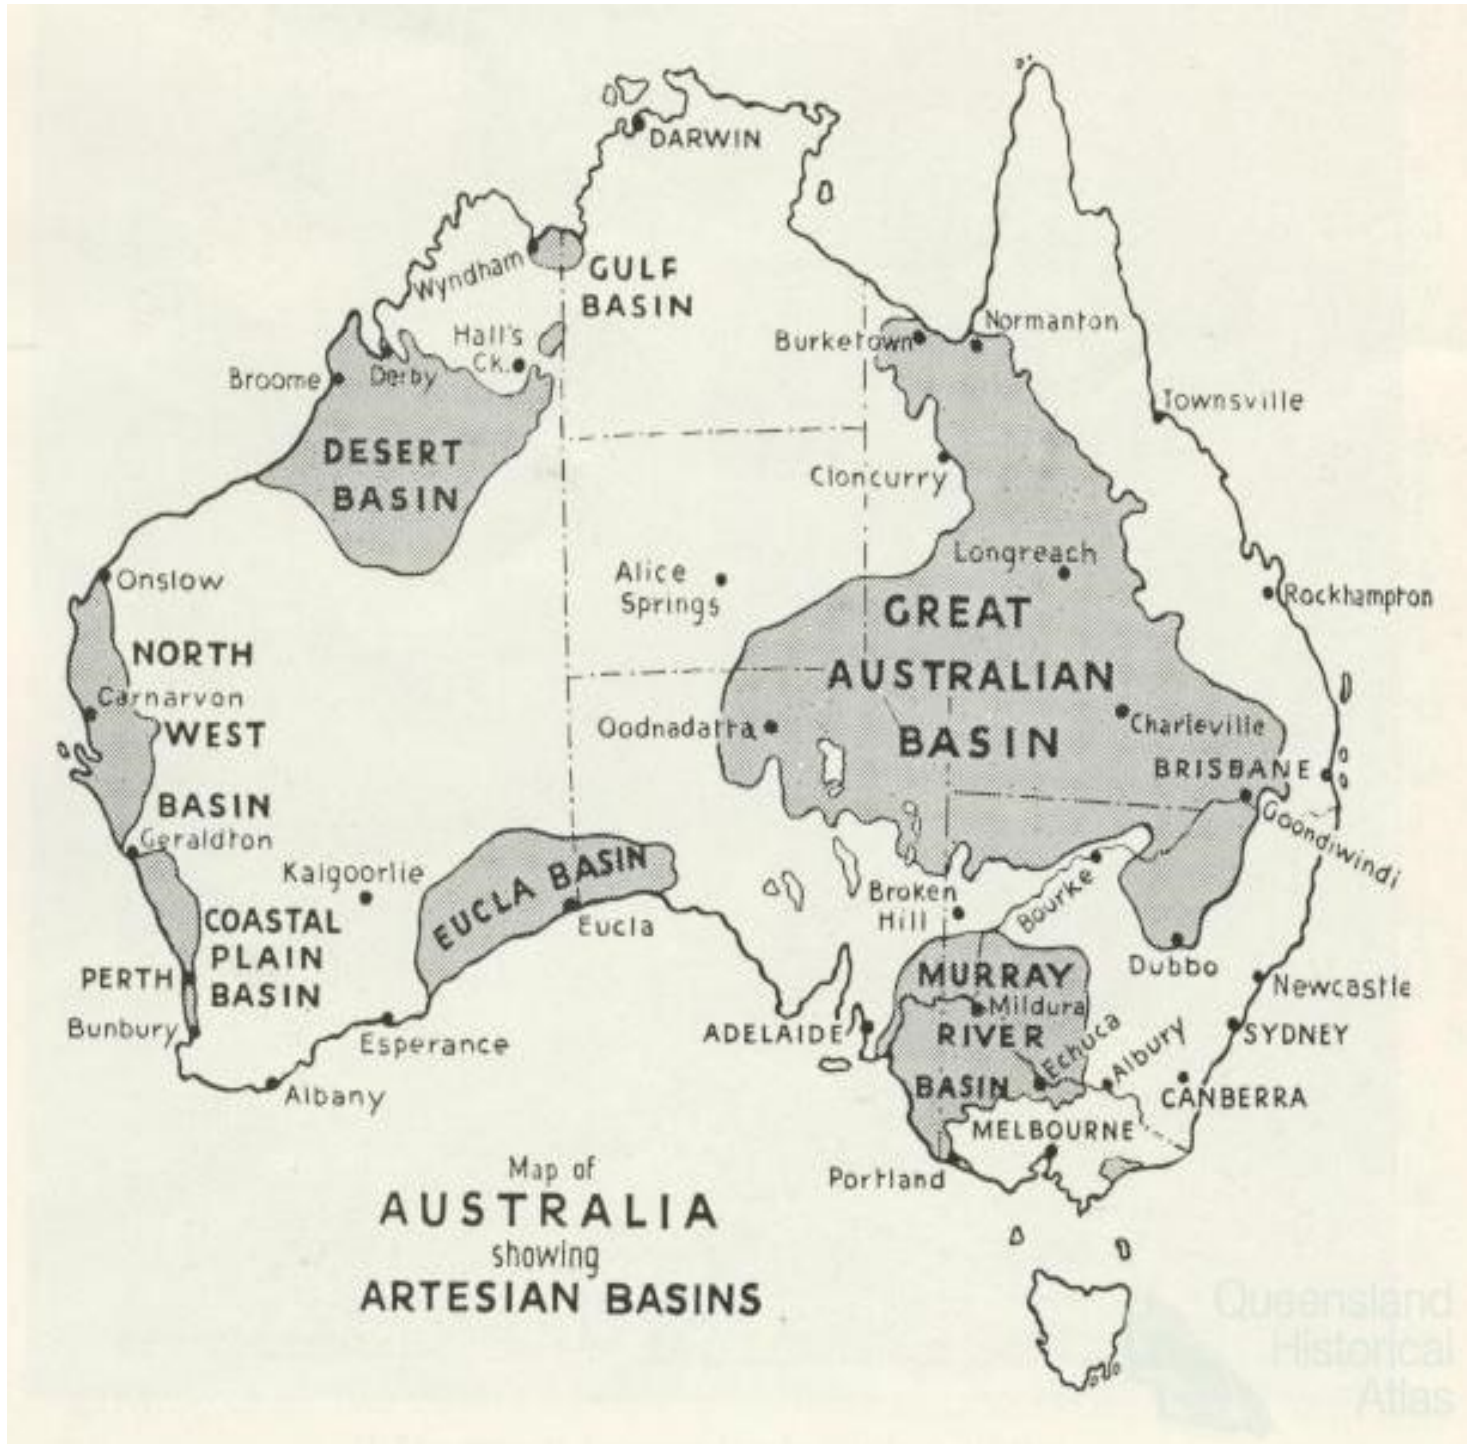 DARWIN
Wyndham
GULF
BASIN
Hall's
Ck.
Normanton
Burketown
Broome
Derby
Townsville
DESERT
BASIN
Cloncurry
Longreach
Onslow
Alice
Springs
Rockhampton
GREAT
AUSTRALIAN
BASIN
NORTH
WEST
BASIN
Carnarvon
Oodnadatta
Charleville
BRISBANE
Goondiwindi
Geraldton
Kalgoorlie
EUCLA BASIN
Eucla
Broken
Hill
Bourke
COASTAL
PLAIN
BASIN
PERTH
Dubbo
MURRAY
RIVER
BASIN
Mildura
Newcastle
Bunbury
Esperance
ADELAIDE
Echuca
Albury
SYDNEY
Albany
CANBERRA
MELBOURNE
Portland
Map of
AUSTRALIA
showing
ARTESIAN BASINS
Queensland
Historical
Atlas